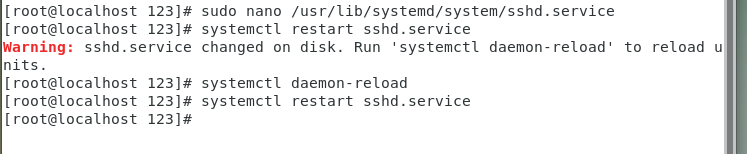 [root@localhost 123]# sudo nano /usr/lib/systemd/system/sshd.service
[root@localhost 123]# systemctl restart sshd.service
Warning: sshd.service changed on disk. Run 'systemctl daemon-reload' to reload u
nits.
[root@localhost 123]# systemctl daemon-reload
[root@localhost 123]# systemctl restart sshd.service
[root@localhost 123]#